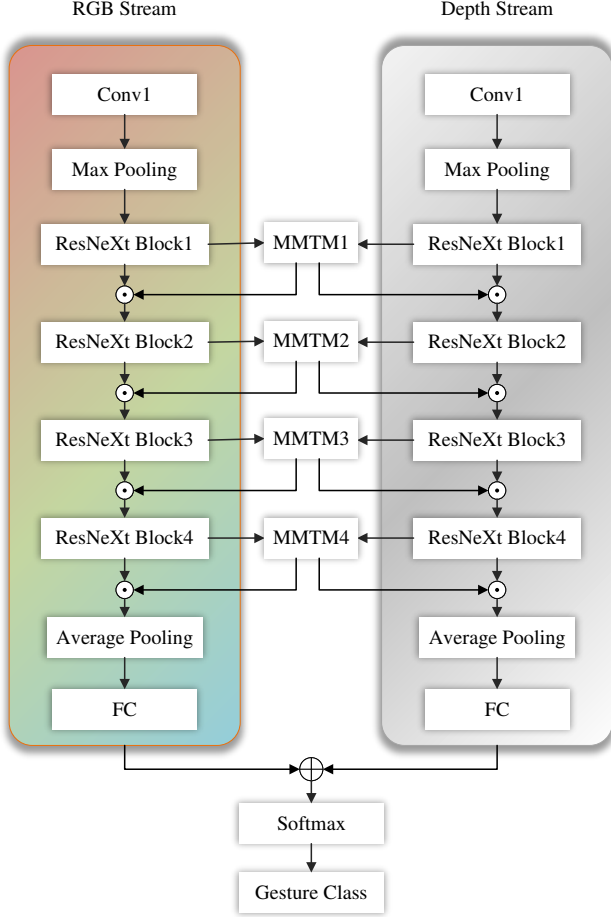 RGB Stream
Depth Stream
Conv1
Conv1
Max Pooling
Max Pooling
ResNeXt Block1
MMTM1
ResNeXt Block1
ResNeXt Block2
MMTM2
ResNeXt Block2
ResNeXt Block3
MMTM3
ResNeXt Block3
ResNeXt Block4
MMTM4
ResNeXt Block4
Average Pooling
Average Pooling
FC
FC
Softmax
Gesture Class